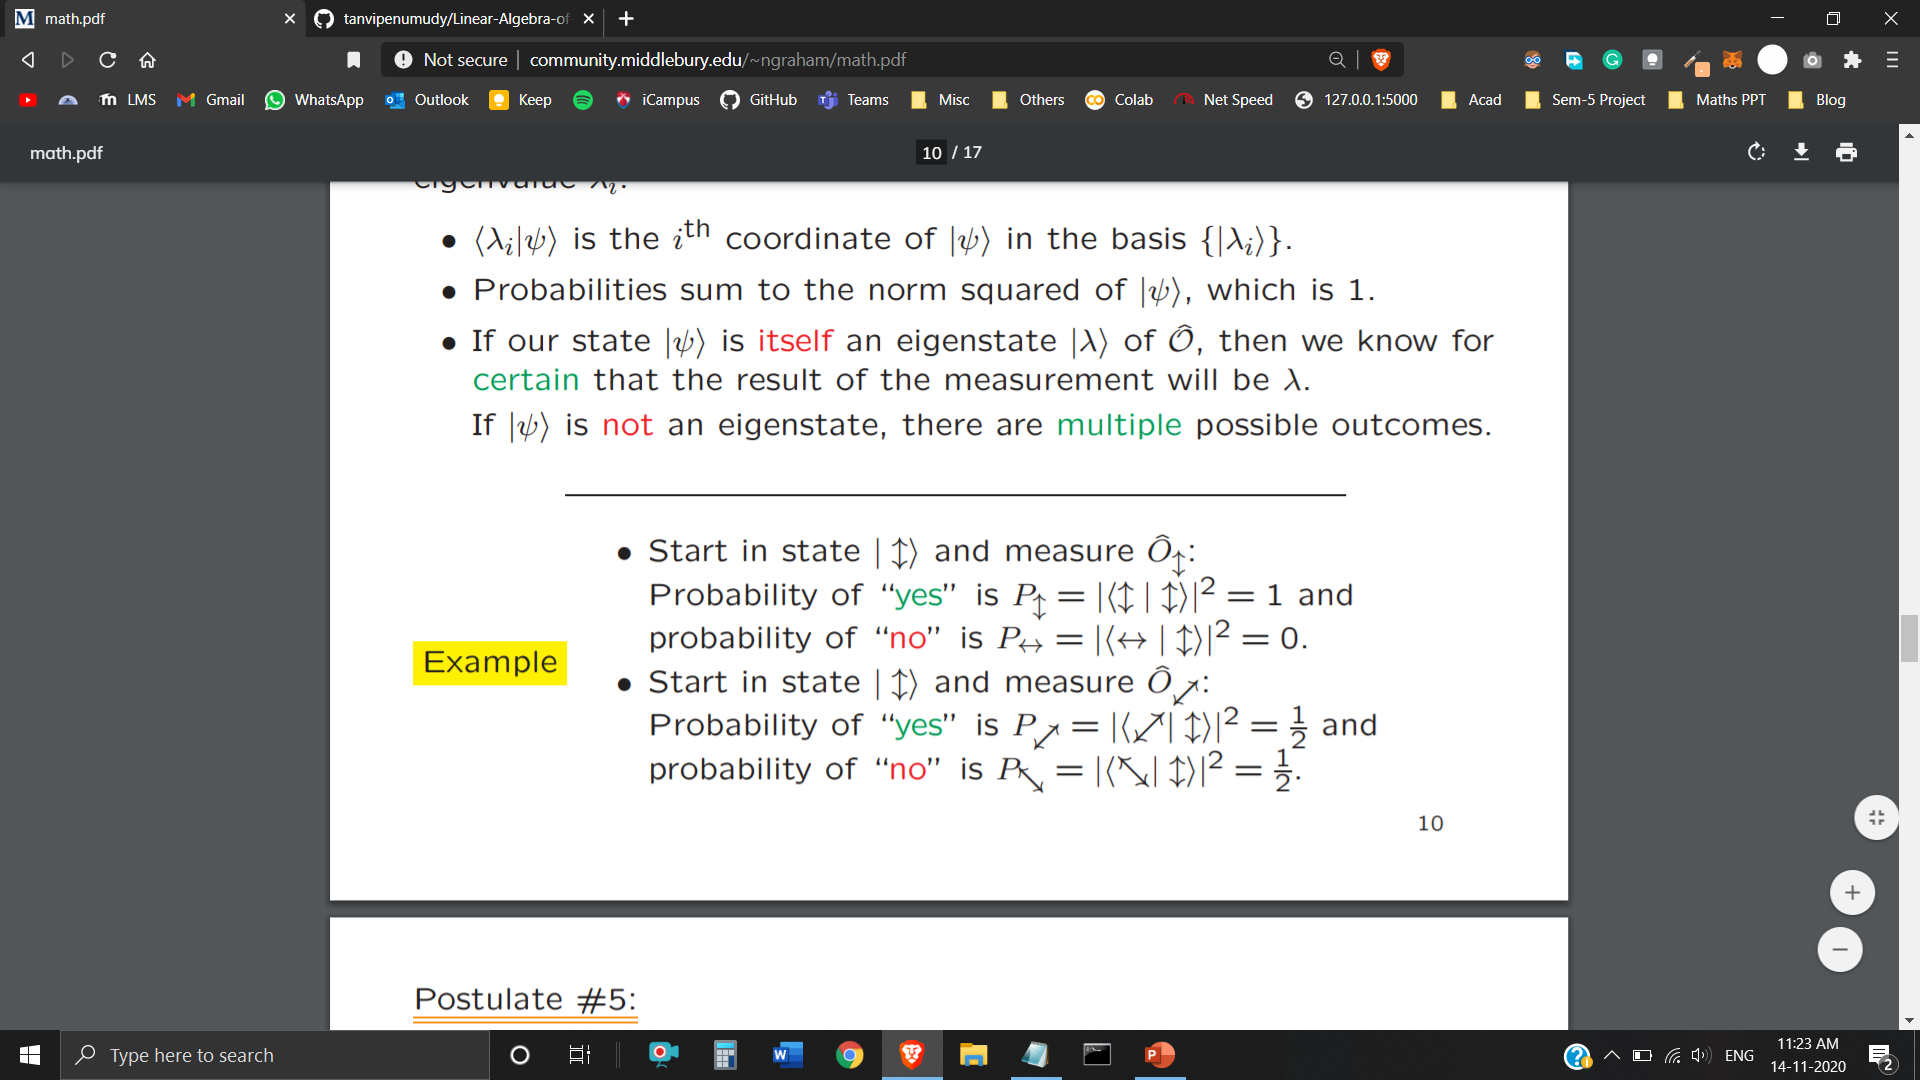 math.pdf
tanvipenumudy/Linear-Algebra-of
Not secure | community.middlebury.edu/~ngraham/math.pdf
LMS Gmail WhatsApp Outlook Keep iCampus GitHub Teams Misc Others Colab Net Speed 127.0.0.1:5000 Acad Sem-5 Project Maths PPT Blog
math.pdf 10 / 17
eigenvalue λᵢ.
• ⟨λᵢ|ψ⟩ is the iᵗʰ coordinate of |ψ⟩ in the basis {|λᵢ⟩}.
• Probabilities sum to the norm squared of |ψ⟩, which is 1.
• If our state |ψ⟩ is itself an eigenstate |λ⟩ of Ô, then we know for
certain that the result of the measurement will be λ.
If |ψ⟩ is not an eigenstate, there are multiple possible outcomes.
Example
• Start in state |↕⟩ and measure Ô↕:
Probability of “yes” is P↕ = |⟨↕|↕⟩|² = 1 and
probability of “no” is P↔ = |⟨↔|↕⟩|² = 0.
• Start in state |↕⟩ and measure Ô⤢:
Probability of “yes” is P⤢ = |⟨⤢|↕⟩|² = 1/2 and
probability of “no” is P⤡ = |⟨⤡|↕⟩|² = 1/2.
10
Postulate #5:
Type here to search
ENG
11:23 AM
14-11-2020
2